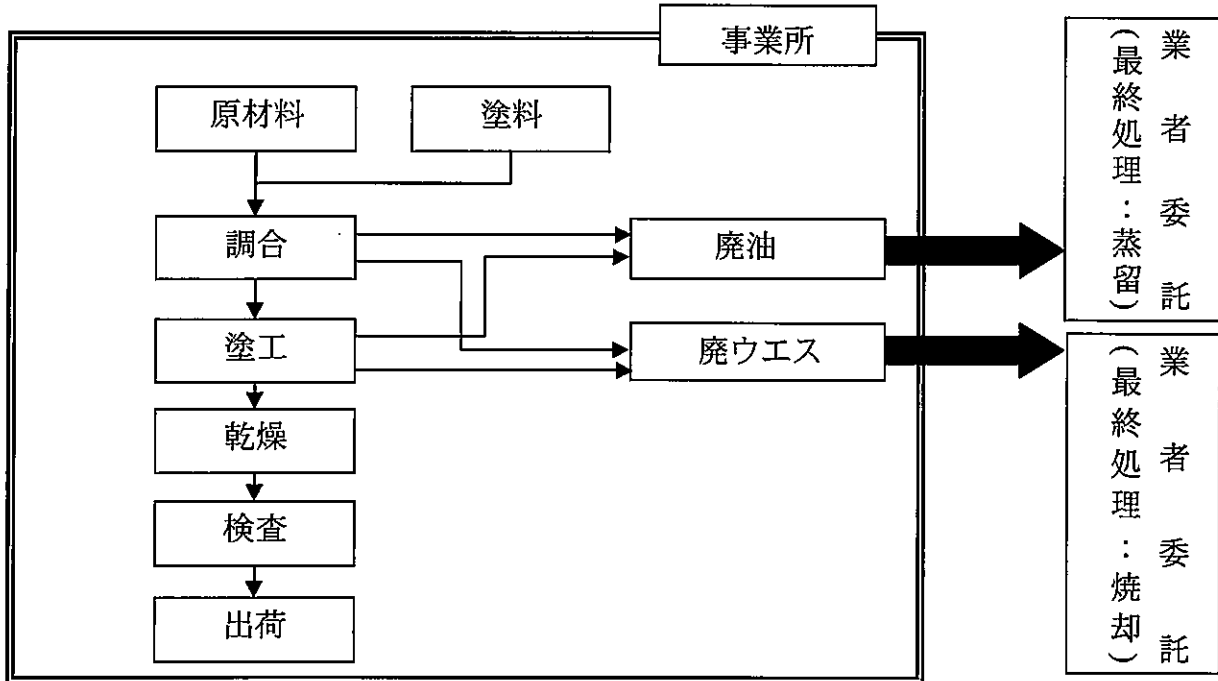 事業所
原材料
塗料
調合
塗工
乾燥
検査
出荷
廃油
廃ウエス
業者委託
(最終処理:蒸留)
業者委託
(最終処理:焼却)